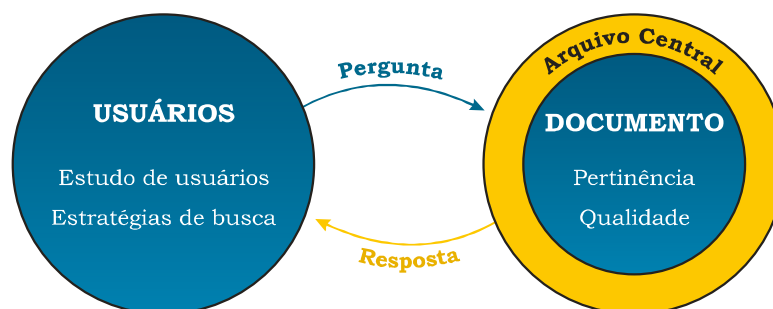 USUÁRIOS
Estudo de usuários
Estratégias de busca
Pergunta
Resposta
Arquivo Central
DOCUMENTO
Pertinência
Qualidade